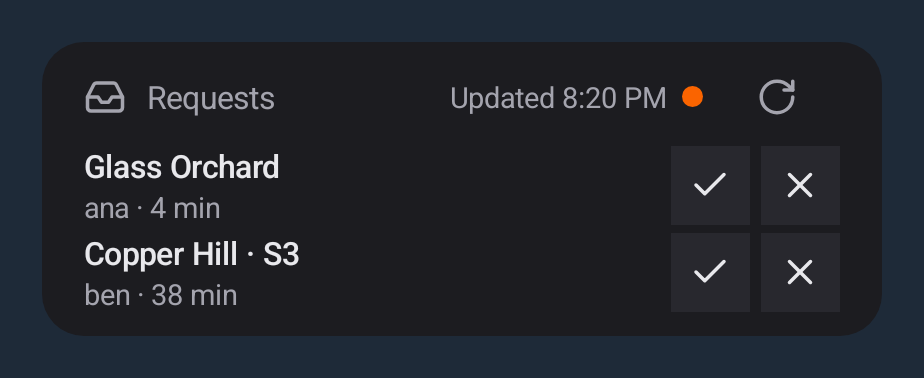 Requests
Updated 8:20 PM
Glass Orchard
ana · 4 min
Copper Hill · S3
ben · 38 min